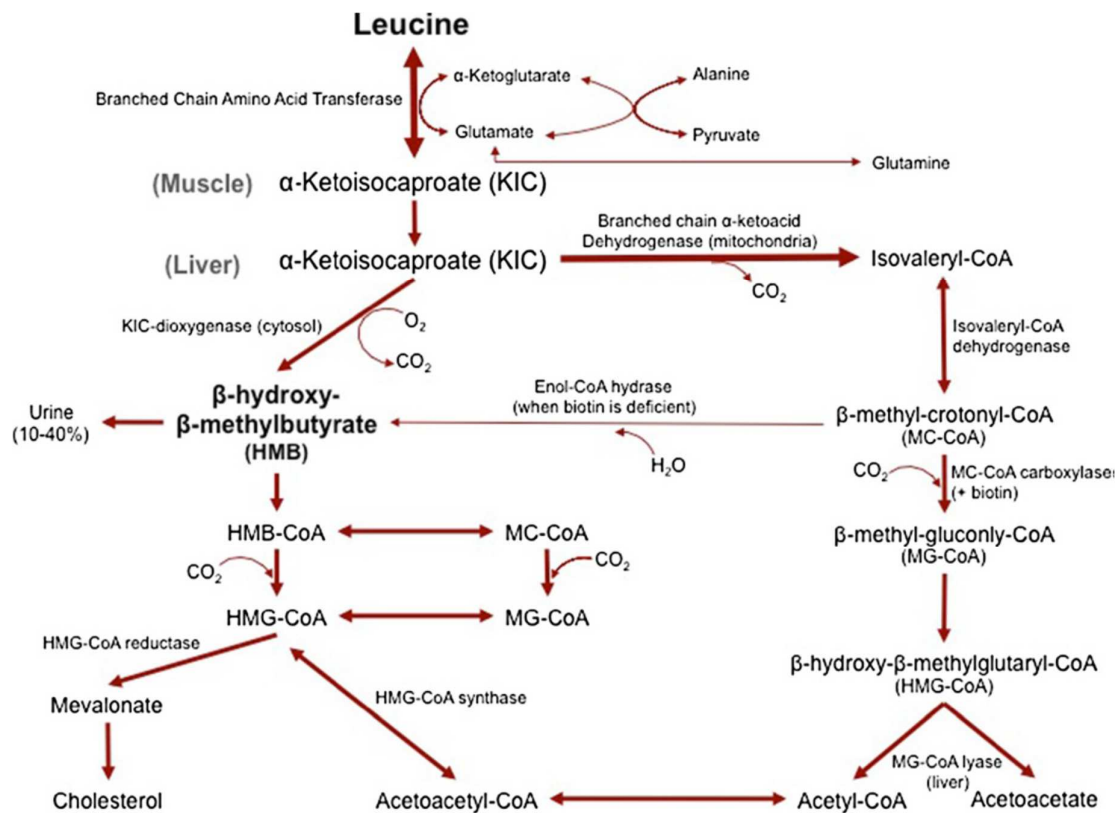 Leucine
α-Ketoglutarate
Alanine
Branched Chain Amino Acid Transferase
Glutamate
Pyruvate
Glutamine
(Muscle)
α-Ketoisocaproate (KIC)
Branched chain α-ketoacid
Dehydrogenase (mitochondria)
(Liver)
α-Ketoisocaproate (KIC)
Isovaleryl-CoA
CO2
KIC-dioxygenase (cytosol)
O2
CO2
Isovaleryl-CoA
dehydrogenase
Urine
(10-40%)
β-hydroxy-
β-methylbutyrate
(HMB)
Enol-CoA hydrase
(when biotin is deficient)
H2O
β-methyl-crotonyl-CoA
(MC-CoA)
CO2
MC-CoA carboxylase
(+ biotin)
HMB-CoA
MC-CoA
β-methyl-gluconly-CoA
(MG-CoA)
CO2
CO2
HMG-CoA
MG-CoA
HMG-CoA reductase
β-hydroxy-β-methylglutaryl-CoA
(HMG-CoA)
Mevalonate
HMG-CoA synthase
MG-CoA lyase
(liver)
Cholesterol
Acetoacetyl-CoA
Acetyl-CoA
Acetoacetate